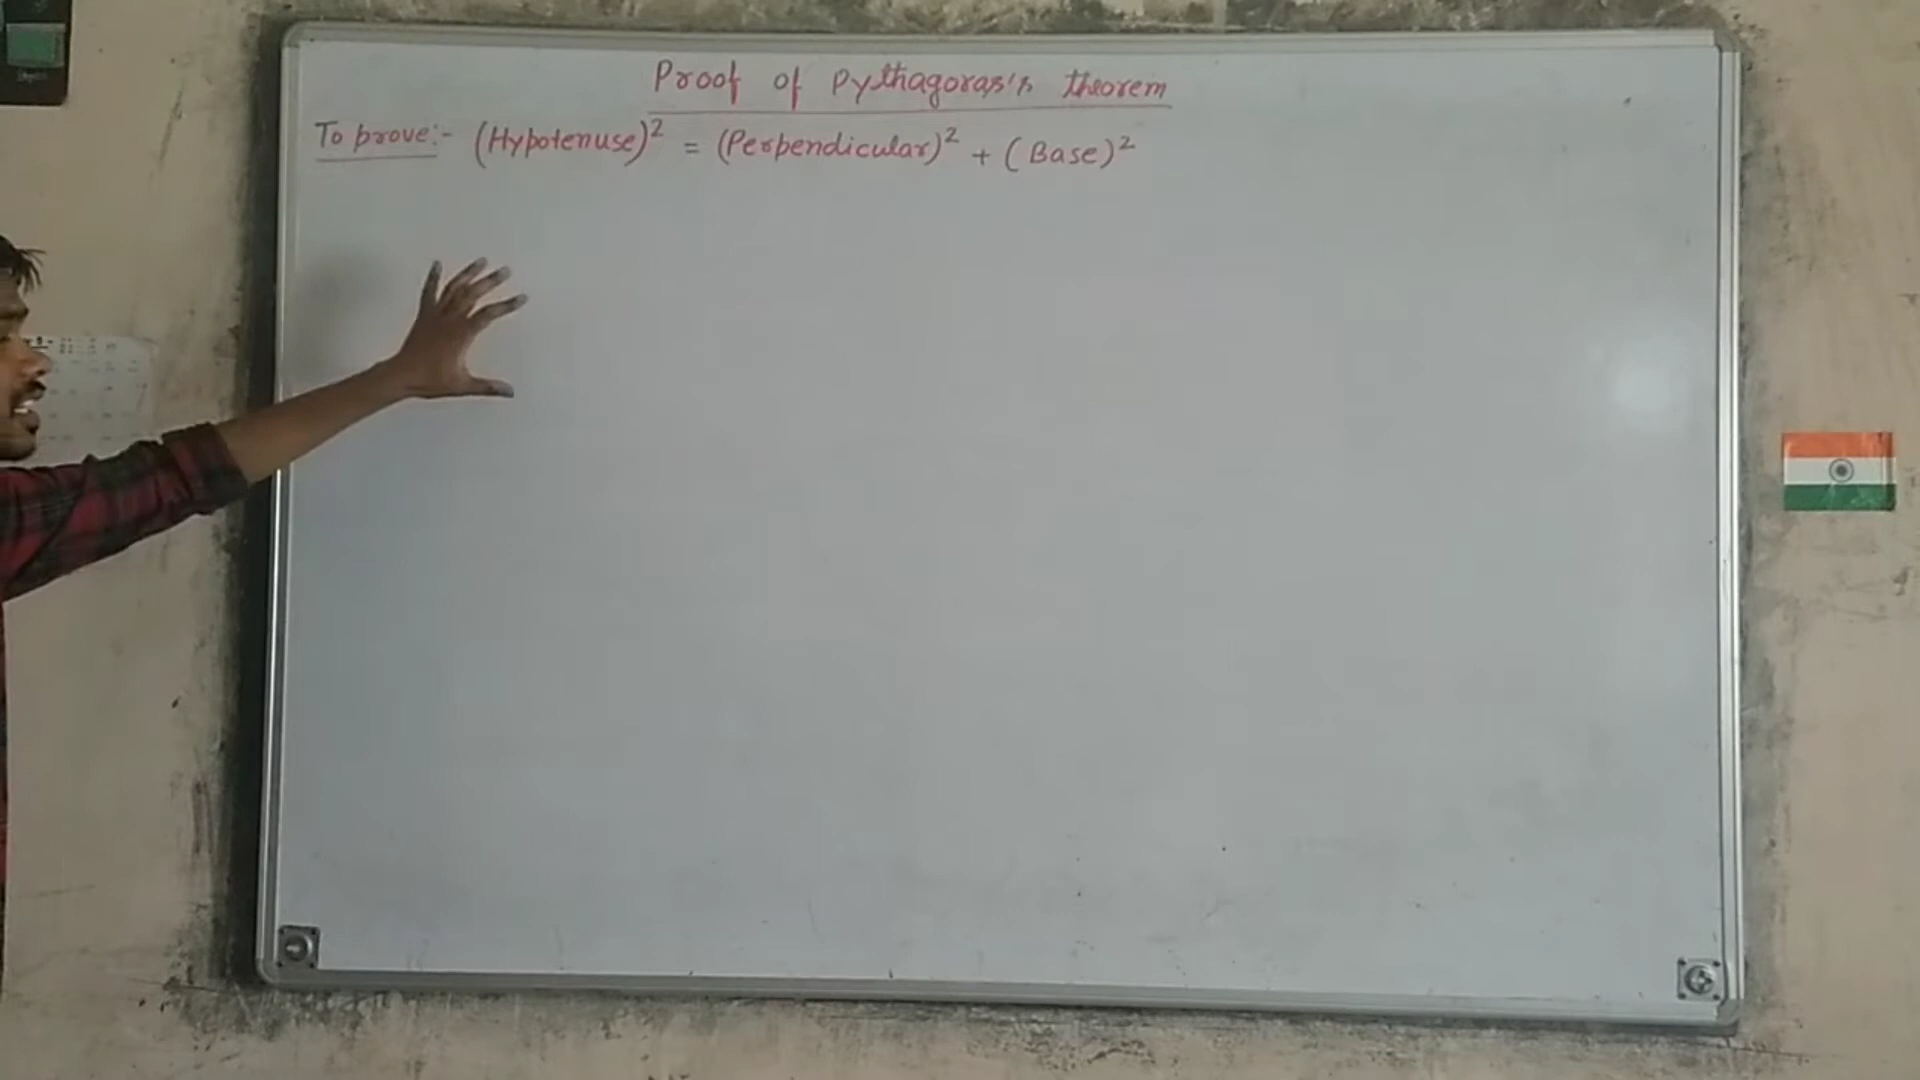 Proof of Pythagoras's theorem
To prove:- (Hypotenuse)² = (Perpendicular)² + (Base)²